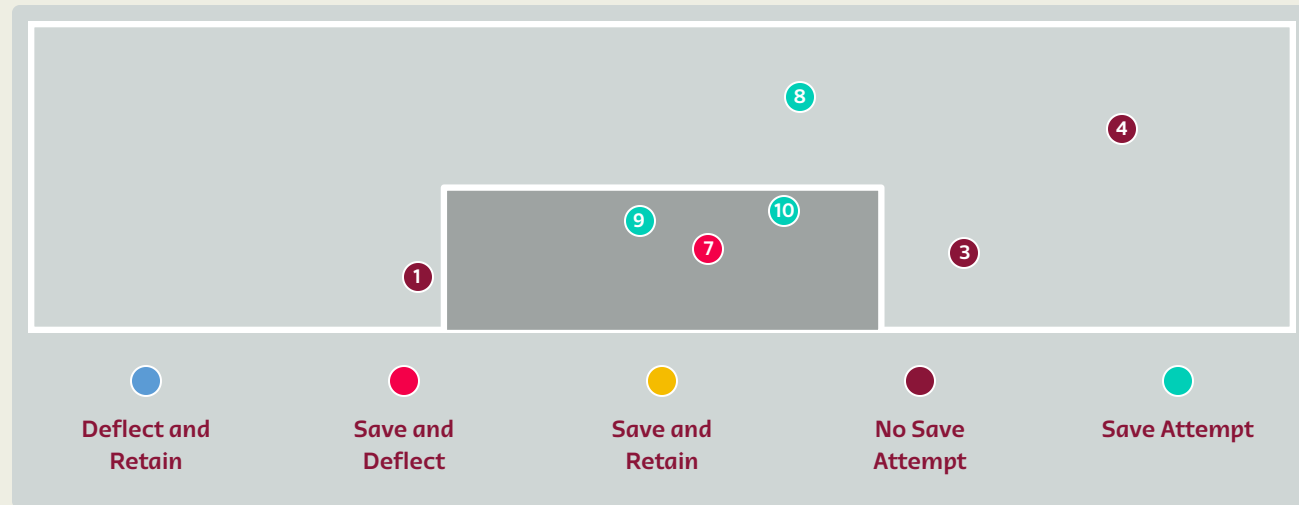 8
4
10
9
7
3
1
Deflect and
Retain
Save and
Deflect
Save and
Retain
No Save
Attempt
Save Attempt